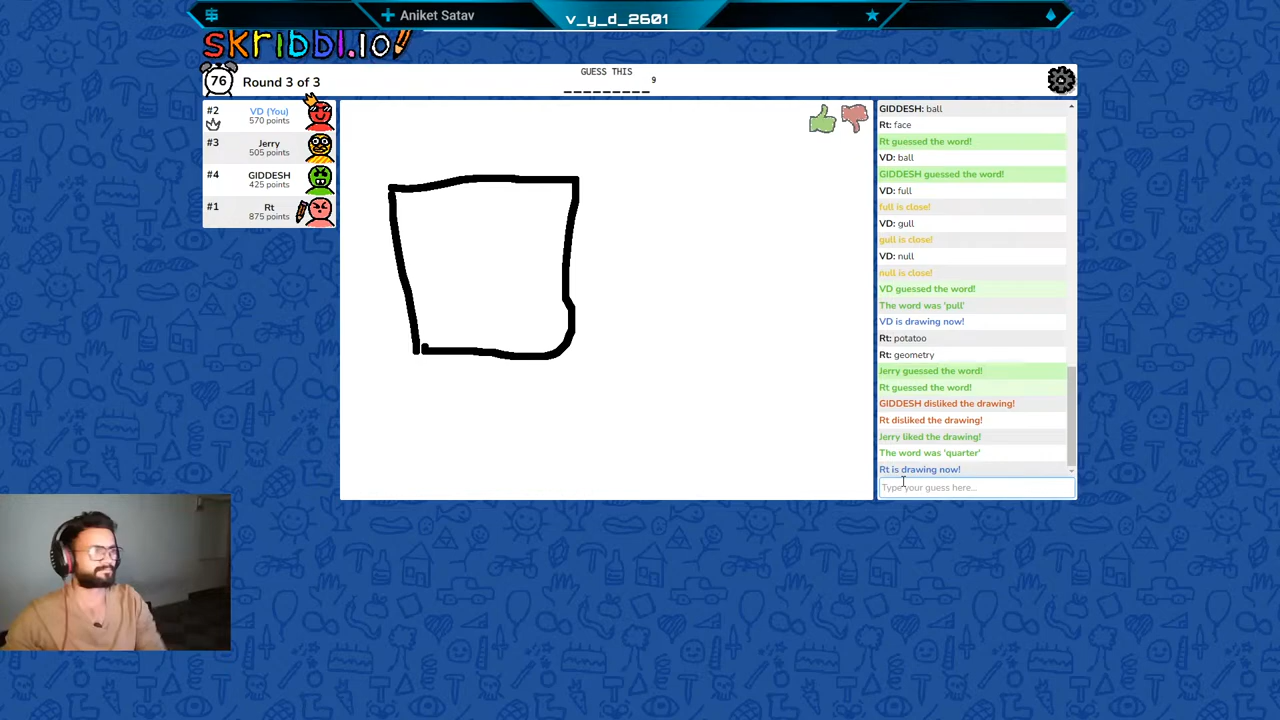 Aniket Satav
v_y_d_2601
skribbl.io
76
Round 3 of 3
GUESS THIS
_________ 9
#2
VD (You)
570 points
#3
Jerry
505 points
#4
GIDDESH
425 points
#1
Rt
875 points
GIDDESH: ball
Rt: face
Rt guessed the word!
VD: ball
GIDDESH guessed the word!
VD: full
full is close!
VD: gull
gull is close!
VD: null
null is close!
VD guessed the word!
The word was 'pull'
VD is drawing now!
Rt: potatoo
Rt: geometry
Jerry guessed the word!
Rt guessed the word!
GIDDESH disliked the drawing!
Rt disliked the drawing!
Jerry liked the drawing!
The word was 'quarter'
Rt is drawing now!
Type your guess here...